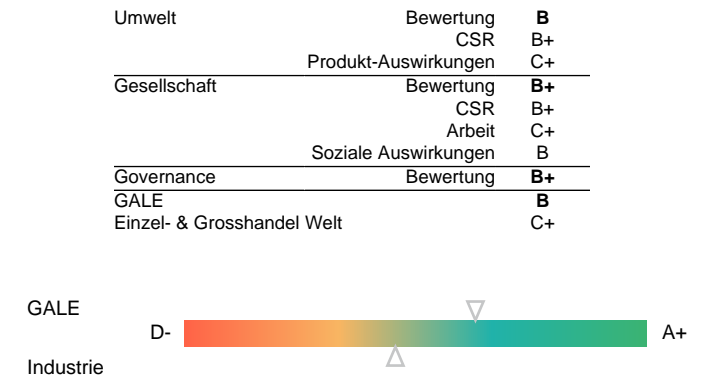 Umwelt Bewertung B
CSR B+
Produkt-Auswirkungen C+
Gesellschaft Bewertung B+
CSR B+
Arbeit C+
Soziale Auswirkungen B
Governance Bewertung B+
GALE B
Einzel- & Grosshandel Welt C+
GALE
D- A+
Industrie